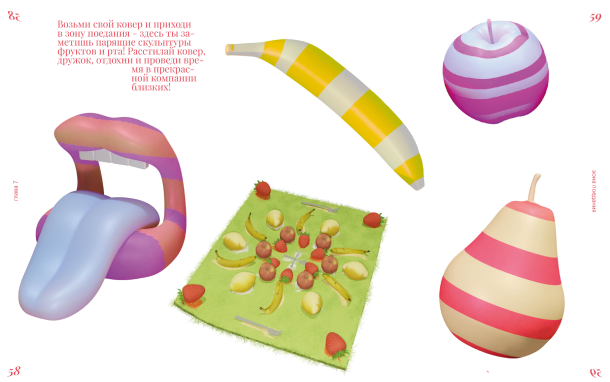 58
59
Возьми свой ковер и приходи
в зону поедания – здесь ты за-
метишь парящие скульптуры
фруктов и рта! Расстилай ковер,
дружок, отдохни и проведи вре-
мя в прекрас-
ной компании
близких!
глава 7
зона поедания
58
59